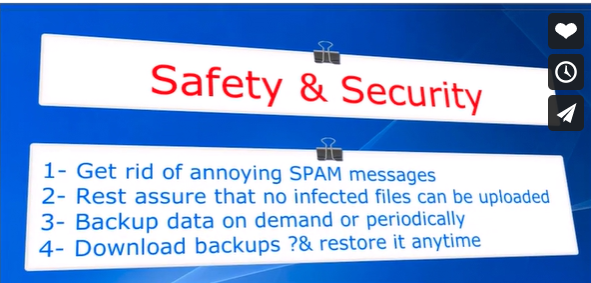 Safety & Security
1- Get rid of annoying SPAM messages
2- Rest assure that no infected files can be uploaded
3- Backup data on demand or periodically
4- Download backups ?& restore it anytime